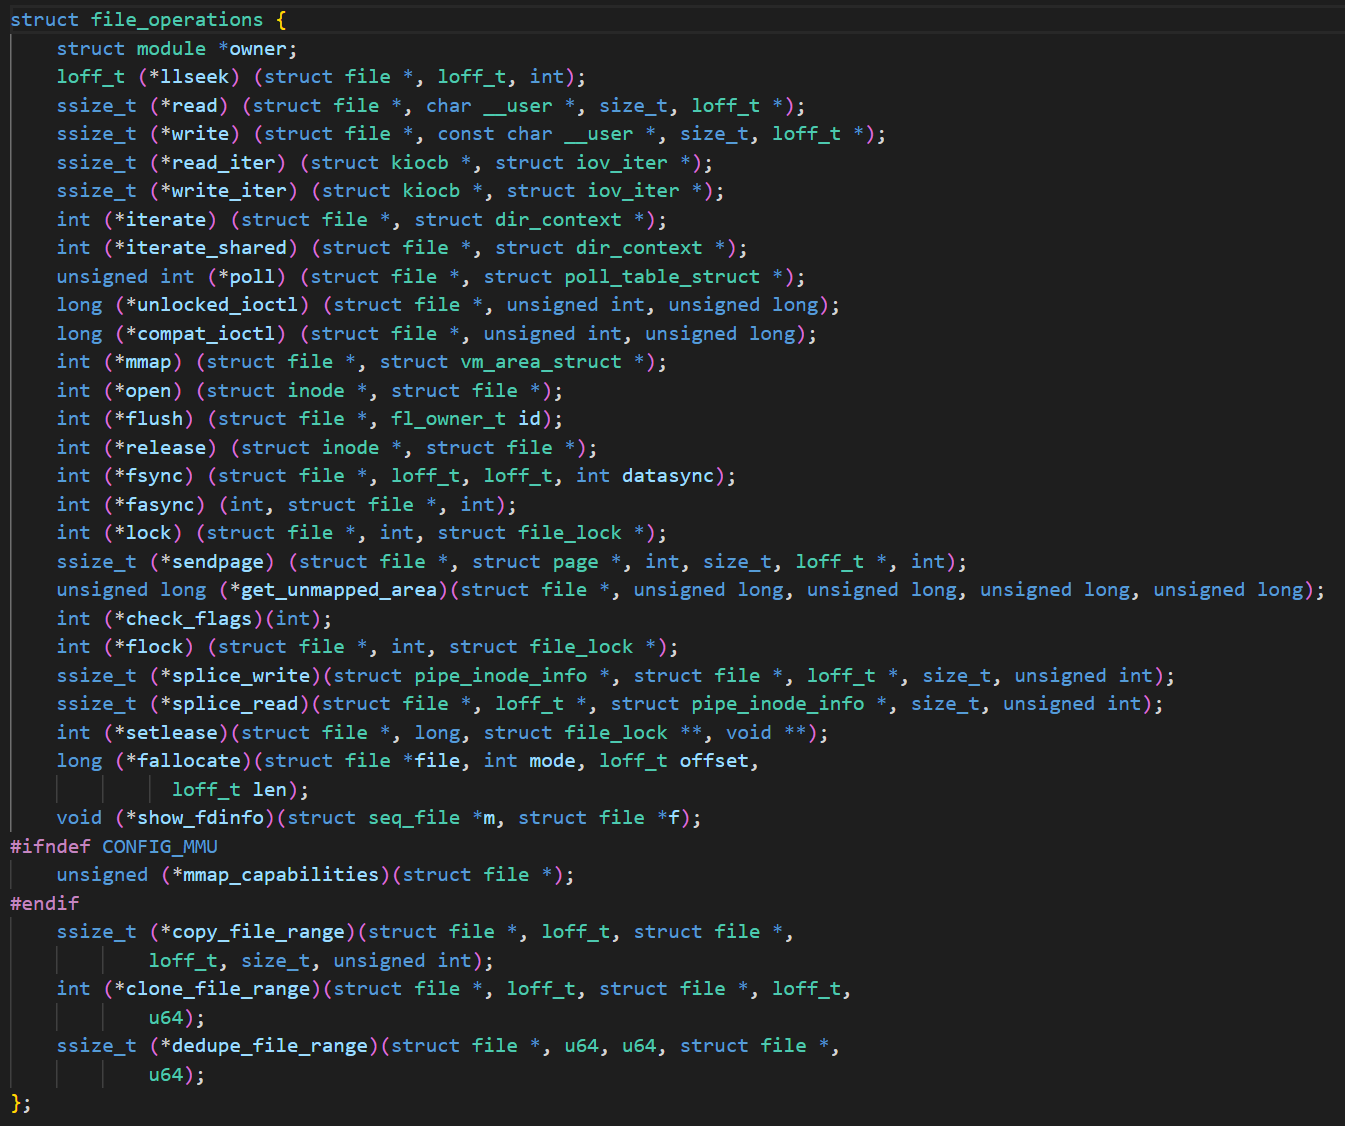 struct file_operations {
    struct module *owner;
    loff_t (*llseek) (struct file *, loff_t, int);
    ssize_t (*read) (struct file *, char __user *, size_t, loff_t *);
    ssize_t (*write) (struct file *, const char __user *, size_t, loff_t *);
    ssize_t (*read_iter) (struct kiocb *, struct iov_iter *);
    ssize_t (*write_iter) (struct kiocb *, struct iov_iter *);
    int (*iterate) (struct file *, struct dir_context *);
    int (*iterate_shared) (struct file *, struct dir_context *);
    unsigned int (*poll) (struct file *, struct poll_table_struct *);
    long (*unlocked_ioctl) (struct file *, unsigned int, unsigned long);
    long (*compat_ioctl) (struct file *, unsigned int, unsigned long);
    int (*mmap) (struct file *, struct vm_area_struct *);
    int (*open) (struct inode *, struct file *);
    int (*flush) (struct file *, fl_owner_t id);
    int (*release) (struct inode *, struct file *);
    int (*fsync) (struct file *, loff_t, loff_t, int datasync);
    int (*fasync) (int, struct file *, int);
    int (*lock) (struct file *, int, struct file_lock *);
    ssize_t (*sendpage) (struct file *, struct page *, int, size_t, loff_t *, int);
    unsigned long (*get_unmapped_area)(struct file *, unsigned long, unsigned long, unsigned long, unsigned long);
    int (*check_flags)(int);
    int (*flock) (struct file *, int, struct file_lock *);
    ssize_t (*splice_write)(struct pipe_inode_info *, struct file *, loff_t *, size_t, unsigned int);
    ssize_t (*splice_read)(struct file *, loff_t *, struct pipe_inode_info *, size_t, unsigned int);
    int (*setlease)(struct file *, long, struct file_lock **, void **);
    long (*fallocate)(struct file *file, int mode, loff_t offset,
              loff_t len);
    void (*show_fdinfo)(struct seq_file *m, struct file *f);
#ifndef CONFIG_MMU
    unsigned (*mmap_capabilities)(struct file *);
#endif
    ssize_t (*copy_file_range)(struct file *, loff_t, struct file *,
            loff_t, size_t, unsigned int);
    int (*clone_file_range)(struct file *, loff_t, struct file *, loff_t,
            u64);
    ssize_t (*dedupe_file_range)(struct file *, u64, u64, struct file *,
            u64);
};